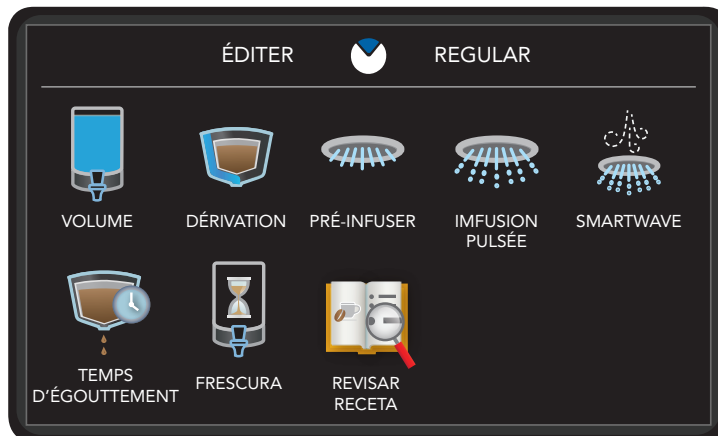 ÉDITER REGULAR
VOLUME DÉRIVATION PRÉ-INFUSER IMFUSION PULSÉE SMARTWAVE
TEMPS D'ÉGOUTTEMENT FRESCURA REVISAR RECETA